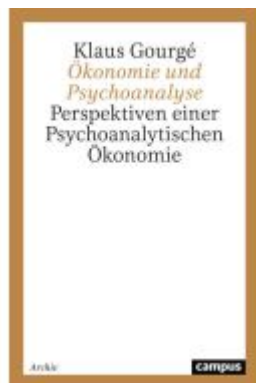 Klaus Gourgé
Ökonomie und
Psychoanalyse
Perspektiven einer
Psychoanalytischen
Ökonomie
Archiv
campus